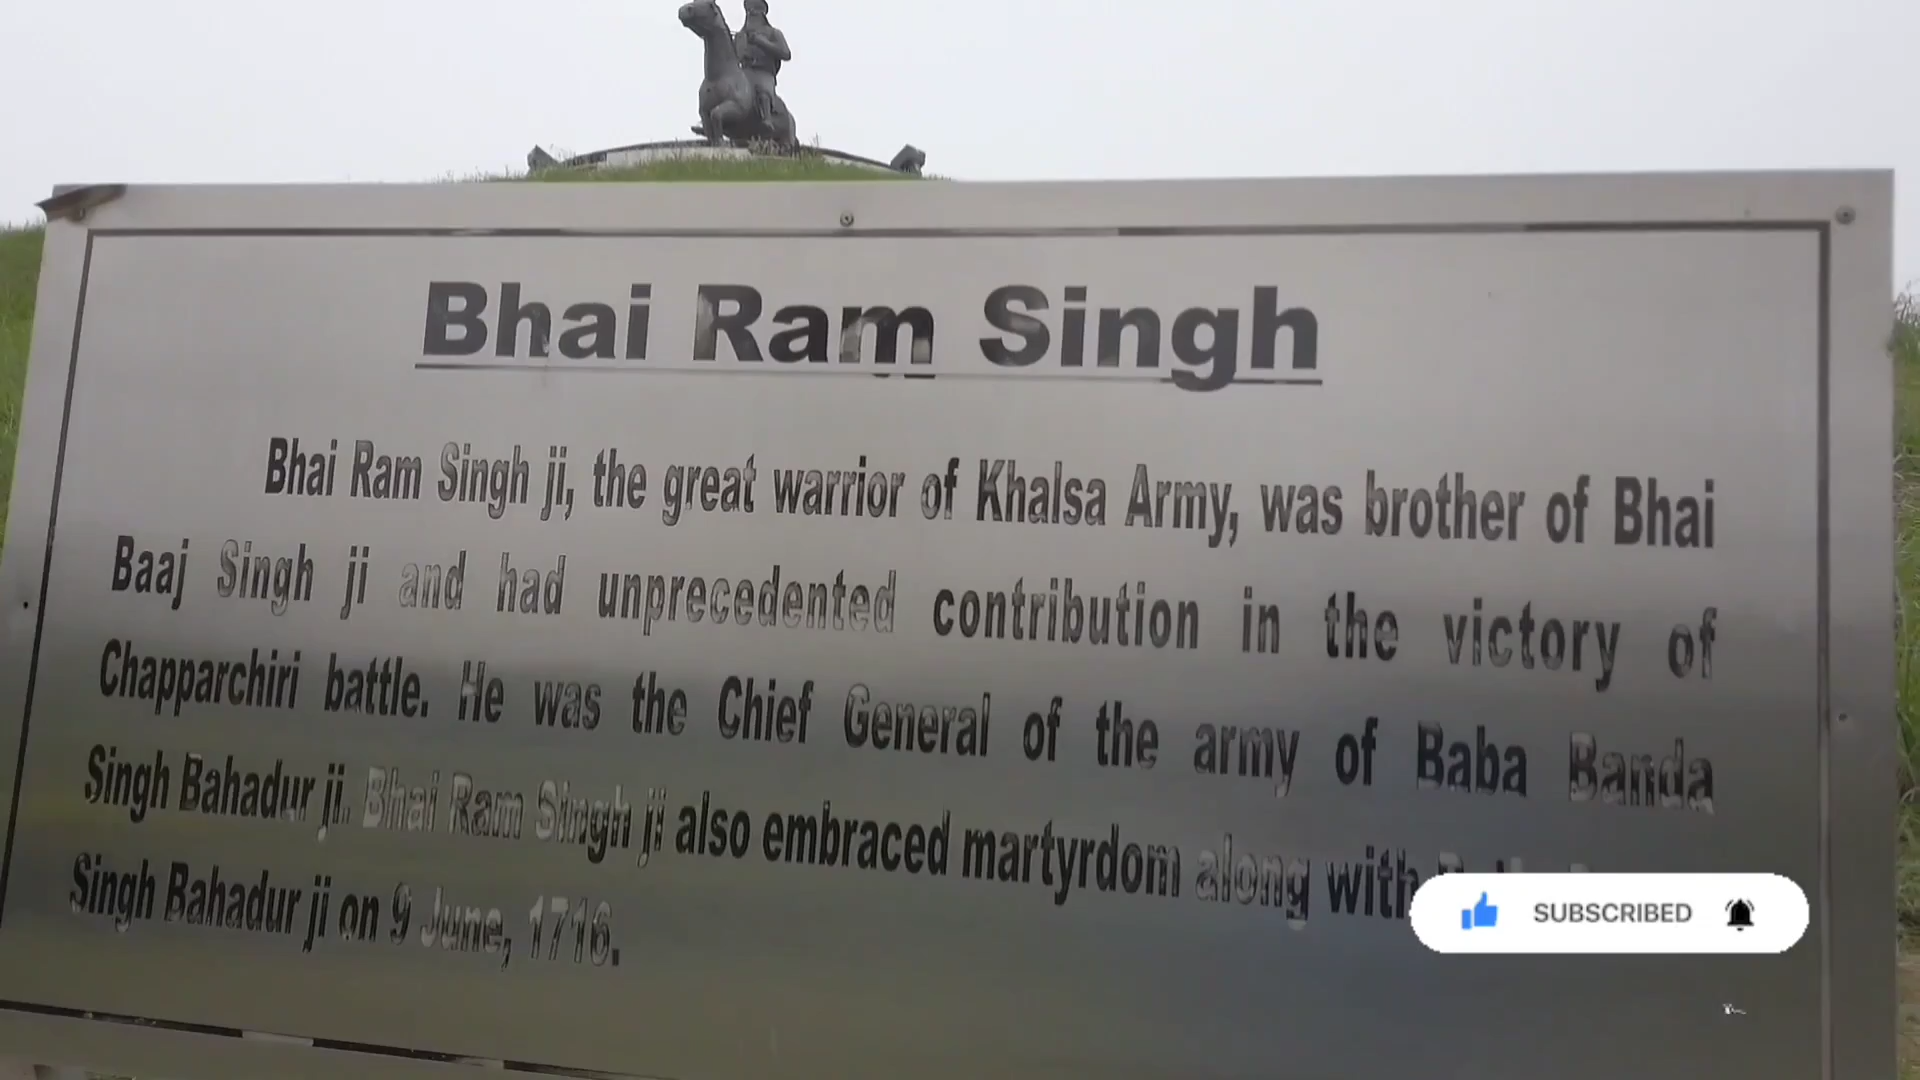 Bhai Ram Singh
Bhai Ram Singh ji, the great warrior of Khalsa Army, was brother of Bhai
Baaj Singh ji and had unprecedented contribution in the victory of
Chapparchiri battle. He was the Chief General of the army of Baba Banda
Singh Bahadur ji. Bhai Ram Singh ji also embraced martyrdom along with
Singh Bahadur ji on 9 June, 1716.
SUBSCRIBED